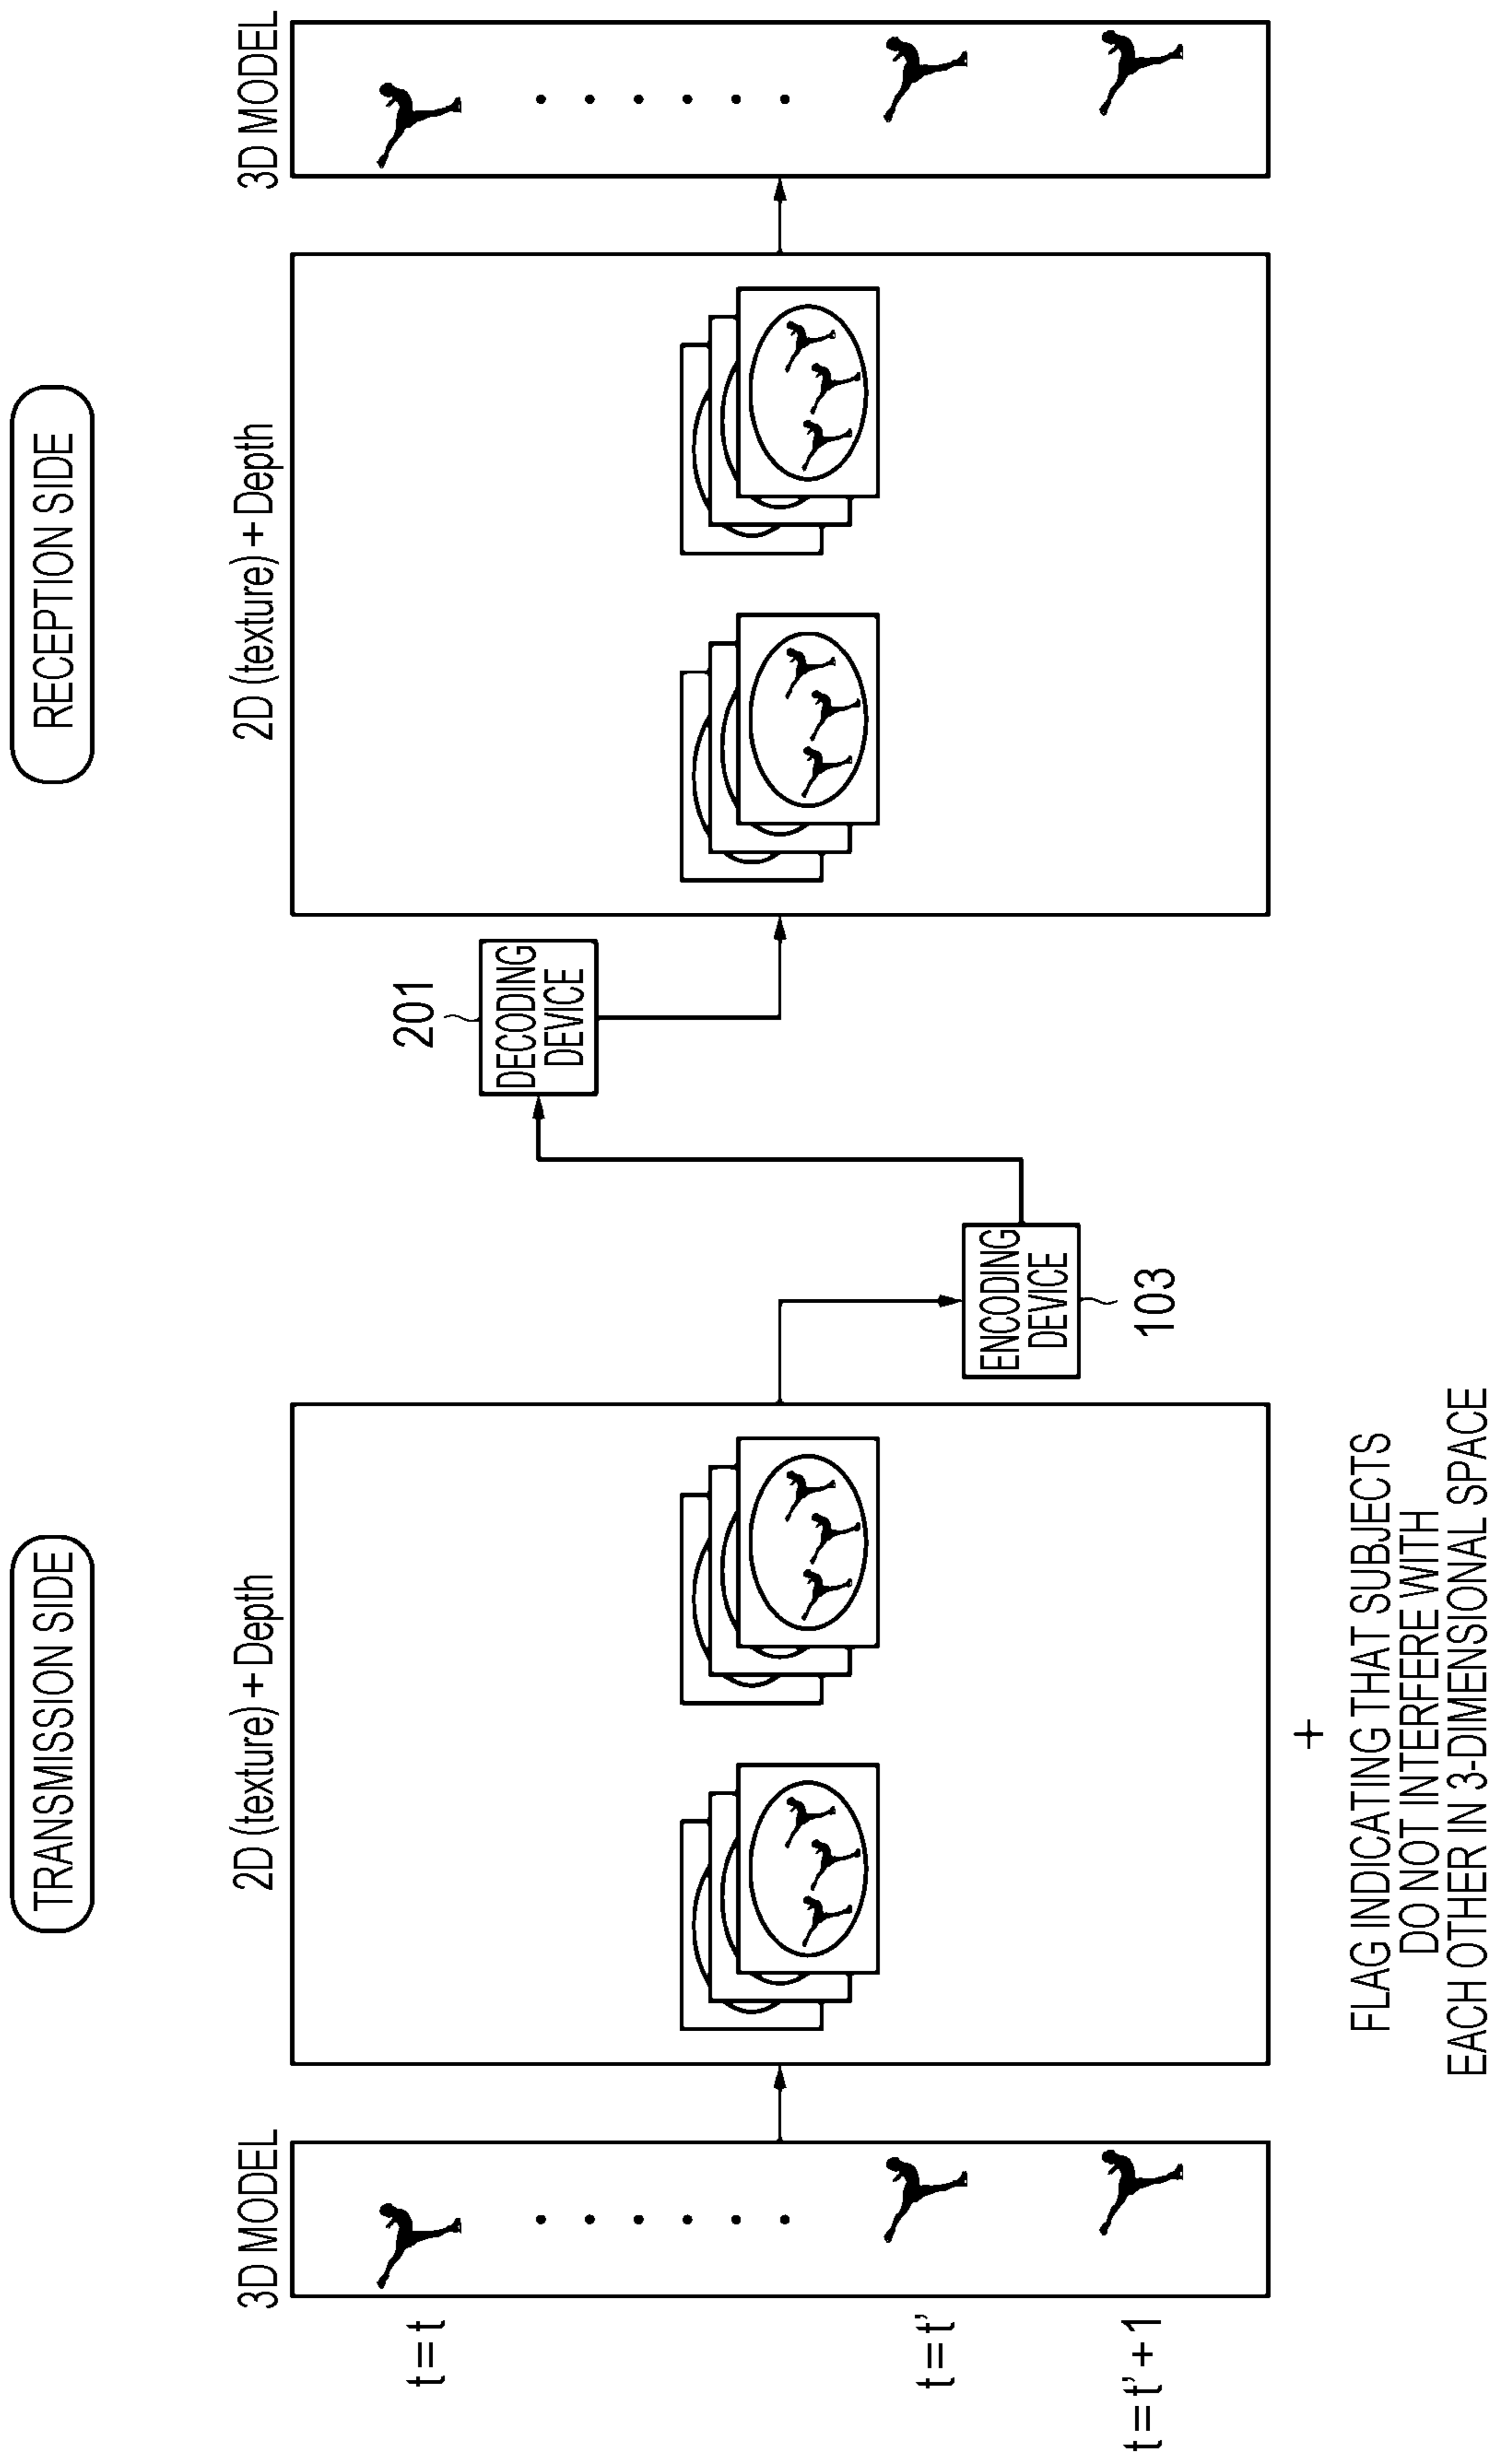 TRANSMISSION SIDE
RECEPTION SIDE
3D MODEL
2D (texture) + Depth
2D (texture) + Depth
3D MODEL
t = t
t = t'
t = t' + 1
201
DECODING
DEVICE
ENCODING
DEVICE
103
+
FLAG INDICATING THAT SUBJECTS
DO NOT INTERFERE WITH
EACH OTHER IN 3-DIMENSIONAL SPACE